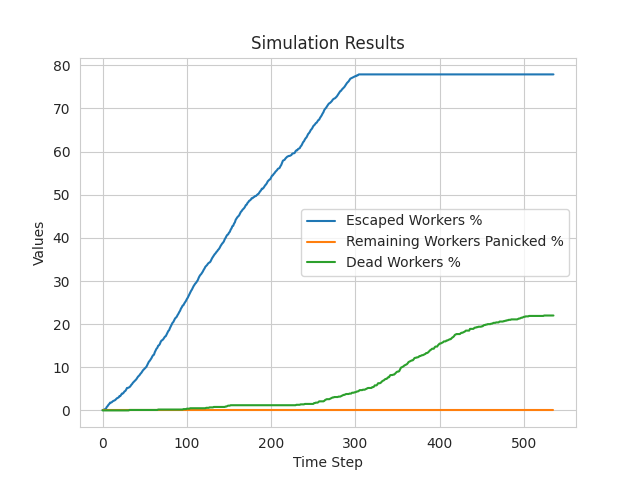 Simulation Results
80
70
60
50
40
30
20
10
0
Values
Escaped Workers %
Remaining Workers Panicked %
Dead Workers %
0 100 200 300 400 500
Time Step